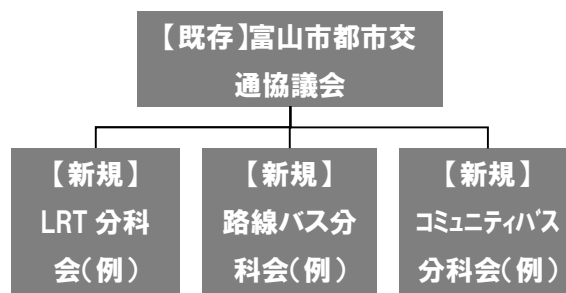 【既存】富山市都市交
通協議会
【新規】
LRT 分科
会(例)
【新規】
路線バス分
科会(例)
【新規】
コミュニティバス
分科会(例)